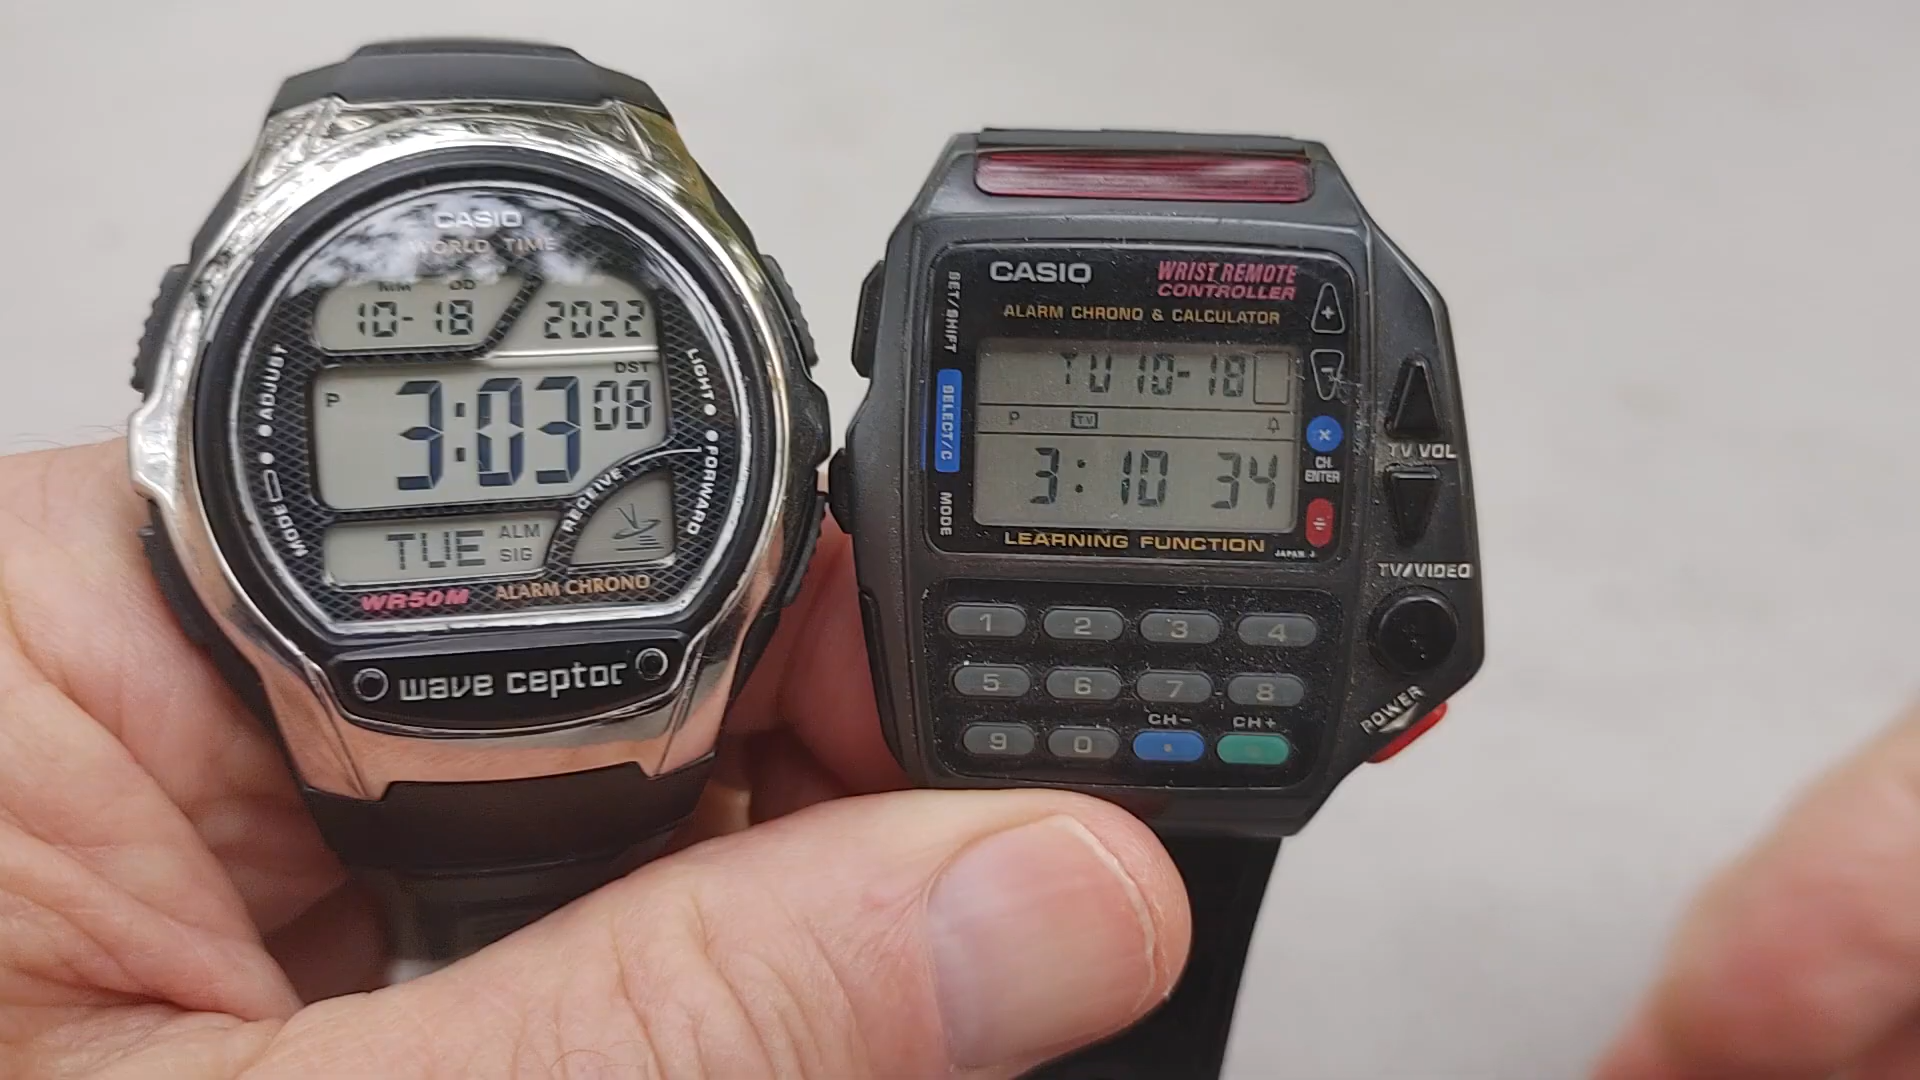 CASIO
WORLD TIME
MM DD
10-18 2022
DST
P 3:03 08
TUE ALM
SIG
RECEIVE
ADJUST
MODE
LIGHT
FORWARD
WR50M ALARM CHRONO
wave ceptor
CASIO WRIST REMOTE
CONTROLLER
ALARM CHRONO & CALCULATOR
SET/SHIFT
SELECT/C
MODE
TU 10-18
P TV
3:10 34
LEARNING FUNCTION
JAPAN J
+
-
×
CH.
ENTER
÷
TV VOL
TV/VIDEO
POWER
1 2 3 4
5 6 7 8
CH- CH+
9 0 . =